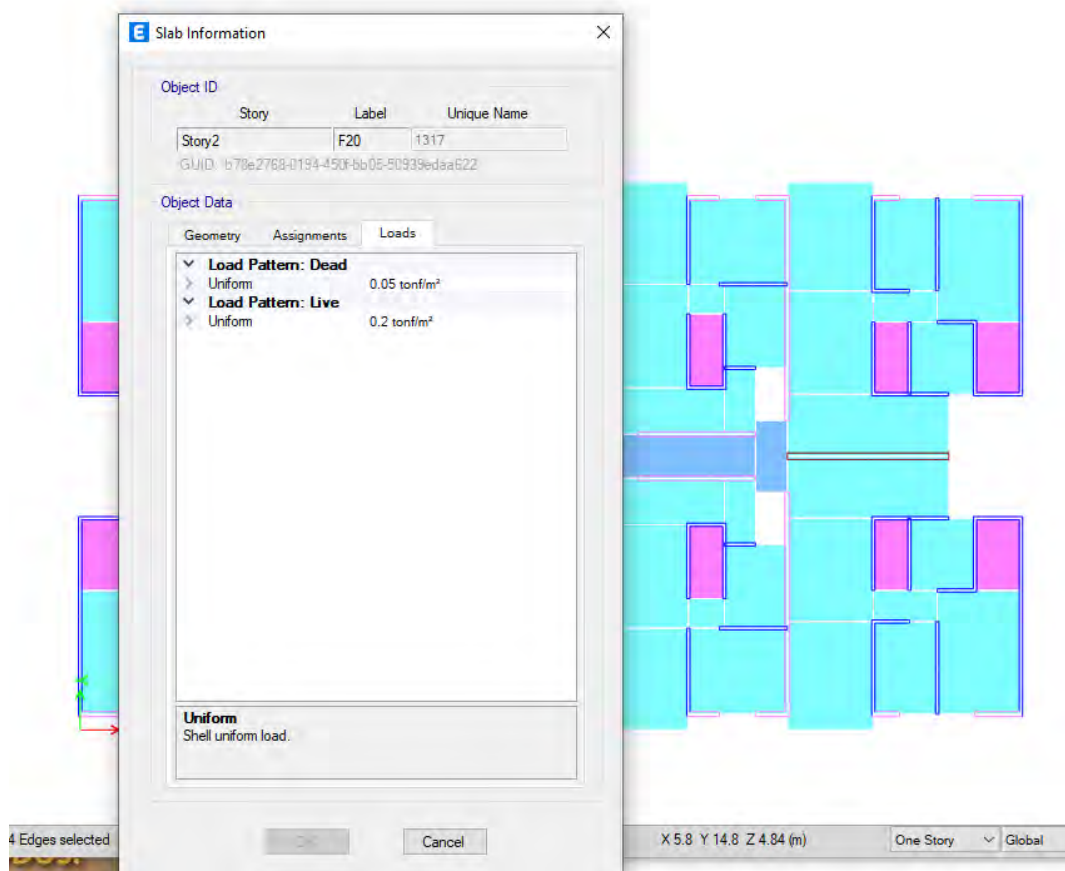 E Slab Information
Object ID
Story Label Unique Name
Story2 F20 1317
Object Data
Geometry Assignments Loads
Load Pattern: Dead
Uniform 0.05 tonf/m²
Load Pattern: Live
Uniform 0.2 tonf/m²
Uniform
Shell uniform load.
Cancel
4 Edges selected X 5.8 Y 14.8 Z 4.84 (m) One Story Global